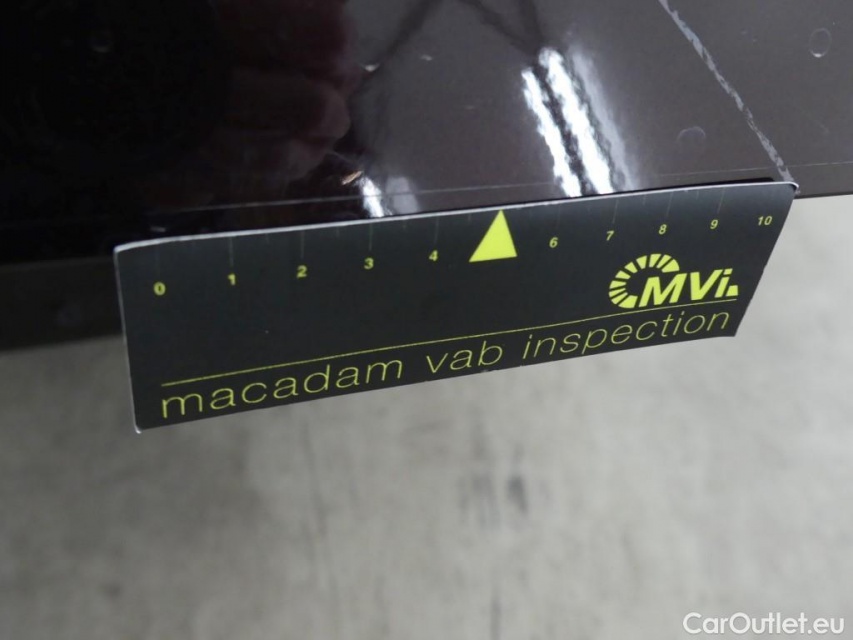 0 1 2 3 4 6 7 8 9 10
MVi
macadam vab inspection
CarOutlet.eu